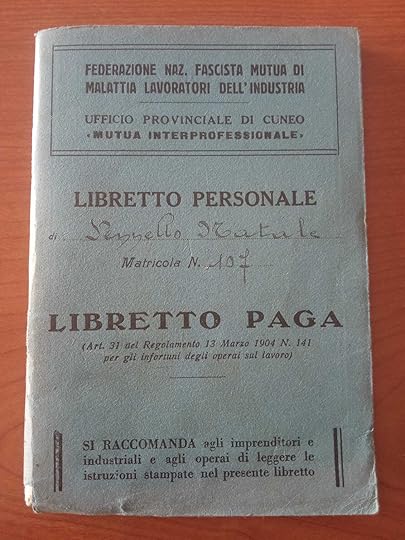 FEDERAZIONE NAZ. FASCISTA MUTUA DI
MALATTIA LAVORATORI DELL'INDUSTRIA
UFFICIO PROVINCIALE DI CUNEO
«MUTUA INTERPROFESSIONALE»
LIBRETTO PERSONALE
di Natale
Matricola N. 107
LIBRETTO PAGA
(Art. 31 del Regolamento 13 Marzo 1904 N. 141
per gli infortuni degli operai sul lavoro)
SI RACCOMANDA agli imprenditori e
industriali e agli operai di leggere le
istruzioni stampate nel presente libretto